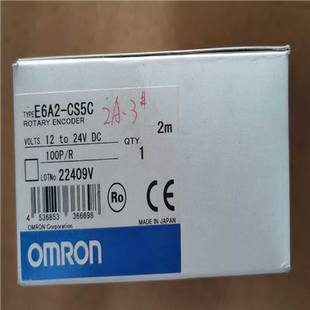 TYPE E6A2-CS5C 2A-3#
ROTARY ENCODER
2m
VOLTS 12 to 24V DC QTY.
100P/R 1
LOTNo. 22409V MADE IN JAPAN
Ro CE
4 536853 366698
OMRON Corporation
OMRON